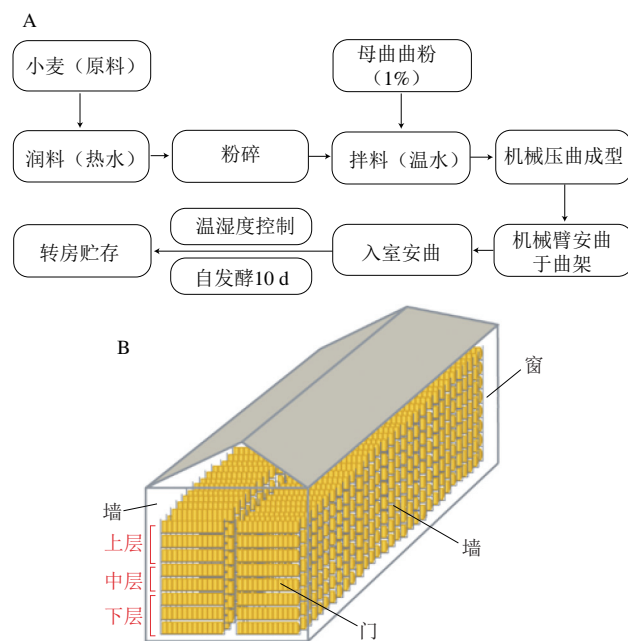 A
小麦（原料）
母曲曲粉
（1%）
润料（热水）
粉碎
拌料（温水）
机械压曲成型
转房贮存
温湿度控制
自发酵10 d
入室安曲
机械臂安曲
于曲架
B
窗
墙
上层
中层
下层
墙
门